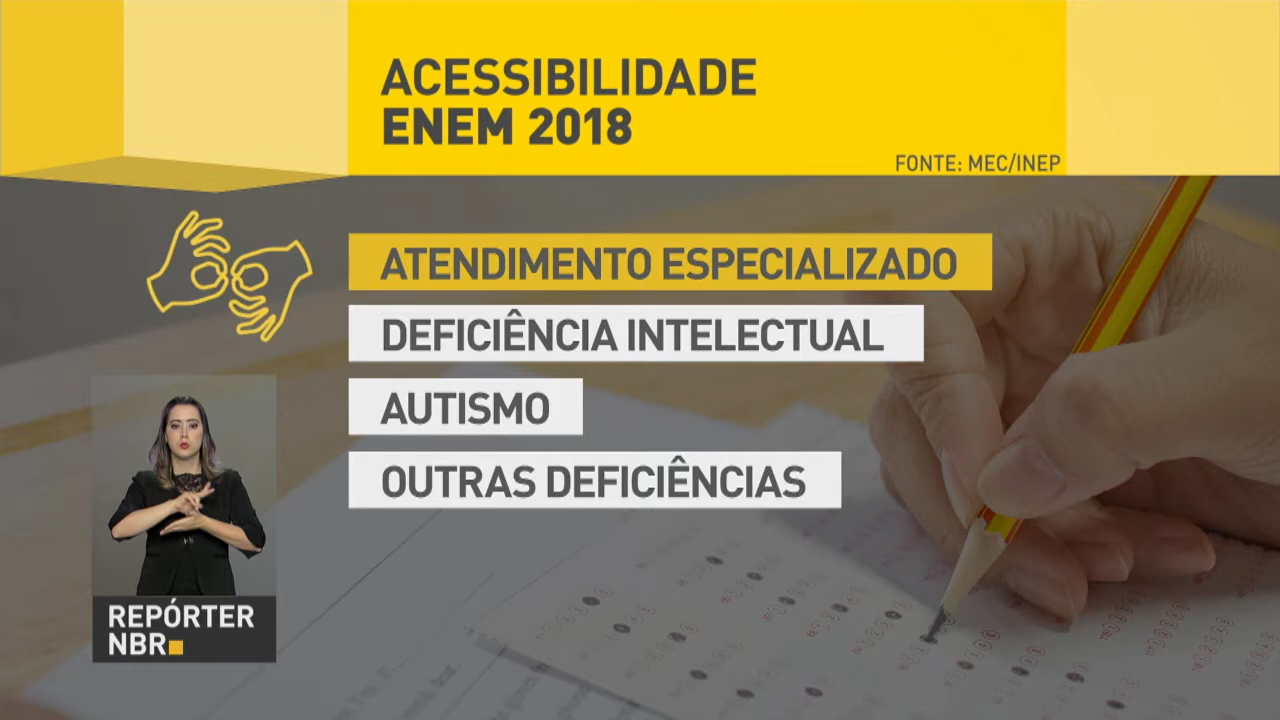 ACESSIBILIDADE
ENEM 2018
FONTE: MEC/INEP
ATENDIMENTO ESPECIALIZADO
DEFICIÊNCIA INTELECTUAL
AUTISMO
OUTRAS DEFICIÊNCIAS
REPÓRTER
NBR